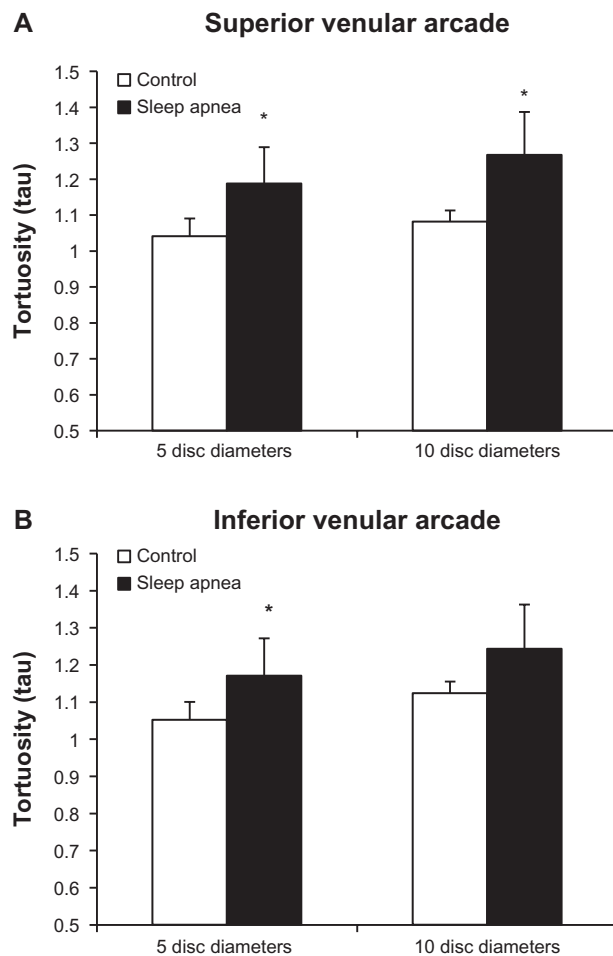 A Superior venular arcade
Tortuosity (tau)
1.5
1.4
1.3
1.2
1.1
1
0.9
0.8
0.7
0.6
0.5
Control
Sleep apnea
*
*
5 disc diameters 10 disc diameters
B Inferior venular arcade
Tortuosity (tau)
1.5
1.4
1.3
1.2
1.1
1
0.9
0.8
0.7
0.6
0.5
Control
Sleep apnea
*
5 disc diameters 10 disc diameters